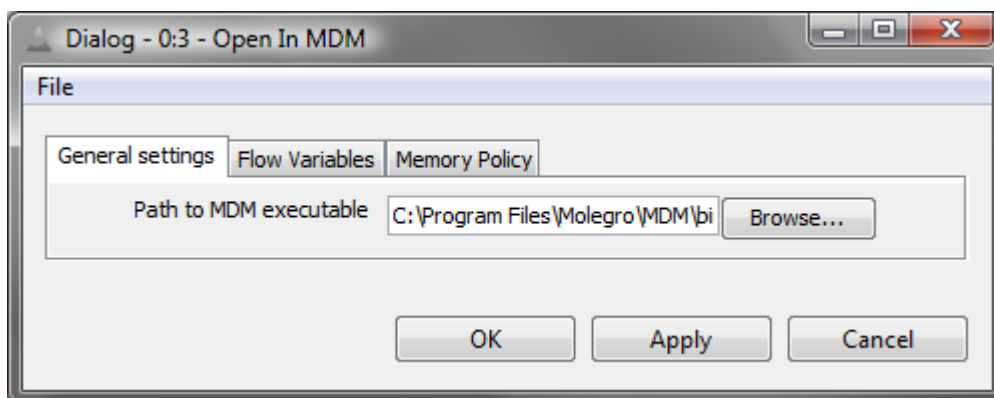 Dialog - 0:3 - Open In MDM
File
General settings Flow Variables Memory Policy
Path to MDM executable C:\Program Files\Molegro\MDM\bi Browse...
OK Apply Cancel